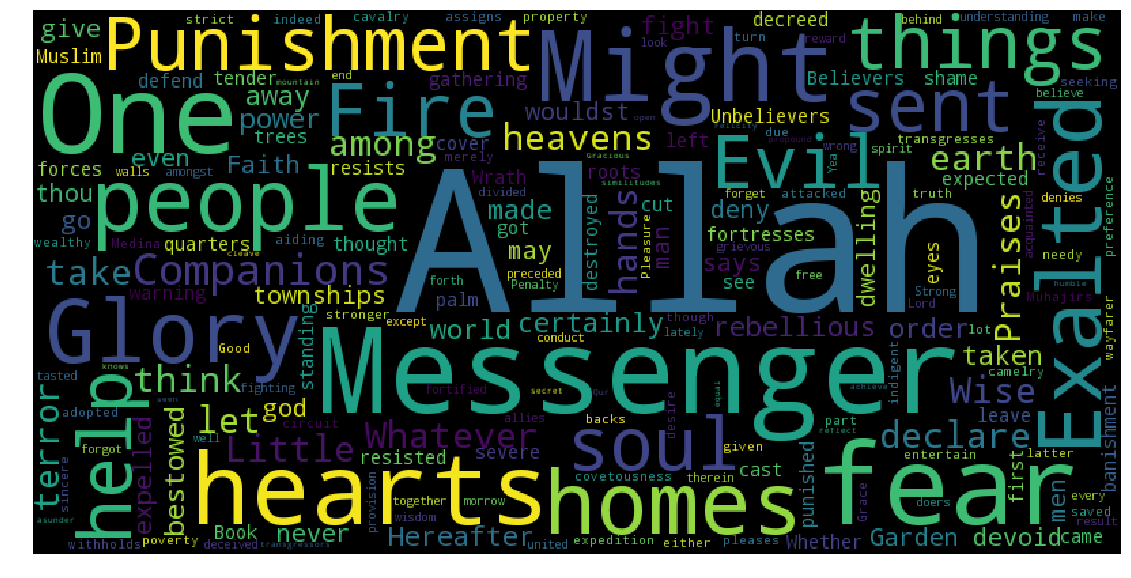 give strict indeed cavalry assigns property fight decreed behind understanding make
Muslim Punishment Might look turn reward things
defend tender mountain end gathering Believers shame seeking
One away Fire wouldst Unbelievers sent believe
power trees among cover heavens left due wrong spirit transgresses receive
forces even Faith resists merely Wrath roots Evil earth Exalted
walls amongst thou people Allah divided similitudes Gracious forget attacked Yea truth expected denies
go thought made cut deny
wealthy Medina quarters aiding got hands man fortresses acquainted preference
cleave may destroyed pleasure says grievous dwelling eyes Praises needy
take Companions preceded see free
warning forth palm Penalty Strong Lord Muhajirs humble wayfarer
townships stronger except world certainly though lately rebellious order lot
Glory Good standing conduct Messenger camelry
help think knows fighting taken
tasted fortified secret achieve indigent Wise
terror adopted let god circuit allies backs desire part reflect leave
forgot well soul given declare latter
sincere expelled bestowed Little Whatever resisted severe covetousness cast therein entertain first men banishment every
hearts homes punished fear saved
asunder Book never provision together morrow wisdom Grace doers result
withholds poverty deceived transgressors Hereafter united expedition either pleases Whether Garden devoid came